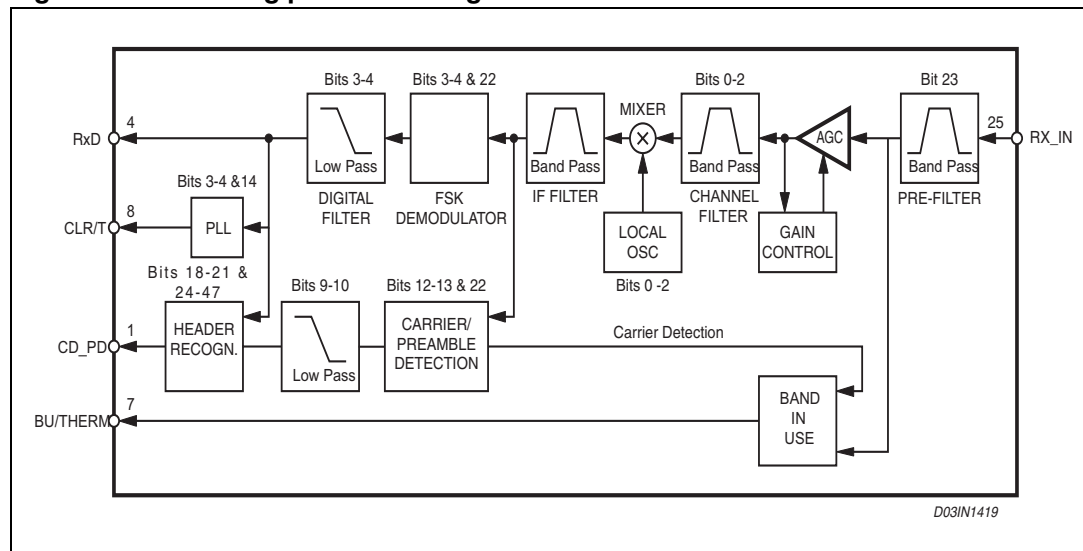 Bits 3-4
Bits 3-4 & 22
Bits 0-2
Bit 23
MIXER
4
RxD
25
RX_IN
AGC
Low Pass
Band Pass
Band Pass
Band Pass
DIGITAL
FILTER
FSK
DEMODULATOR
IF FILTER
CHANNEL
FILTER
PRE-FILTER
Bits 3-4 &14
8
CLR/T
PLL
LOCAL
OSC
GAIN
CONTROL
Bits 0 -2
Bits 18-21 &
24-47
Bits 9-10
Bits 12-13 & 22
1
CD_PD
HEADER
RECOGN.
Low Pass
CARRIER/
PREAMBLE
DETECTION
Carrier Detection
7
BU/THERM
BAND
IN
USE
D03IN1419